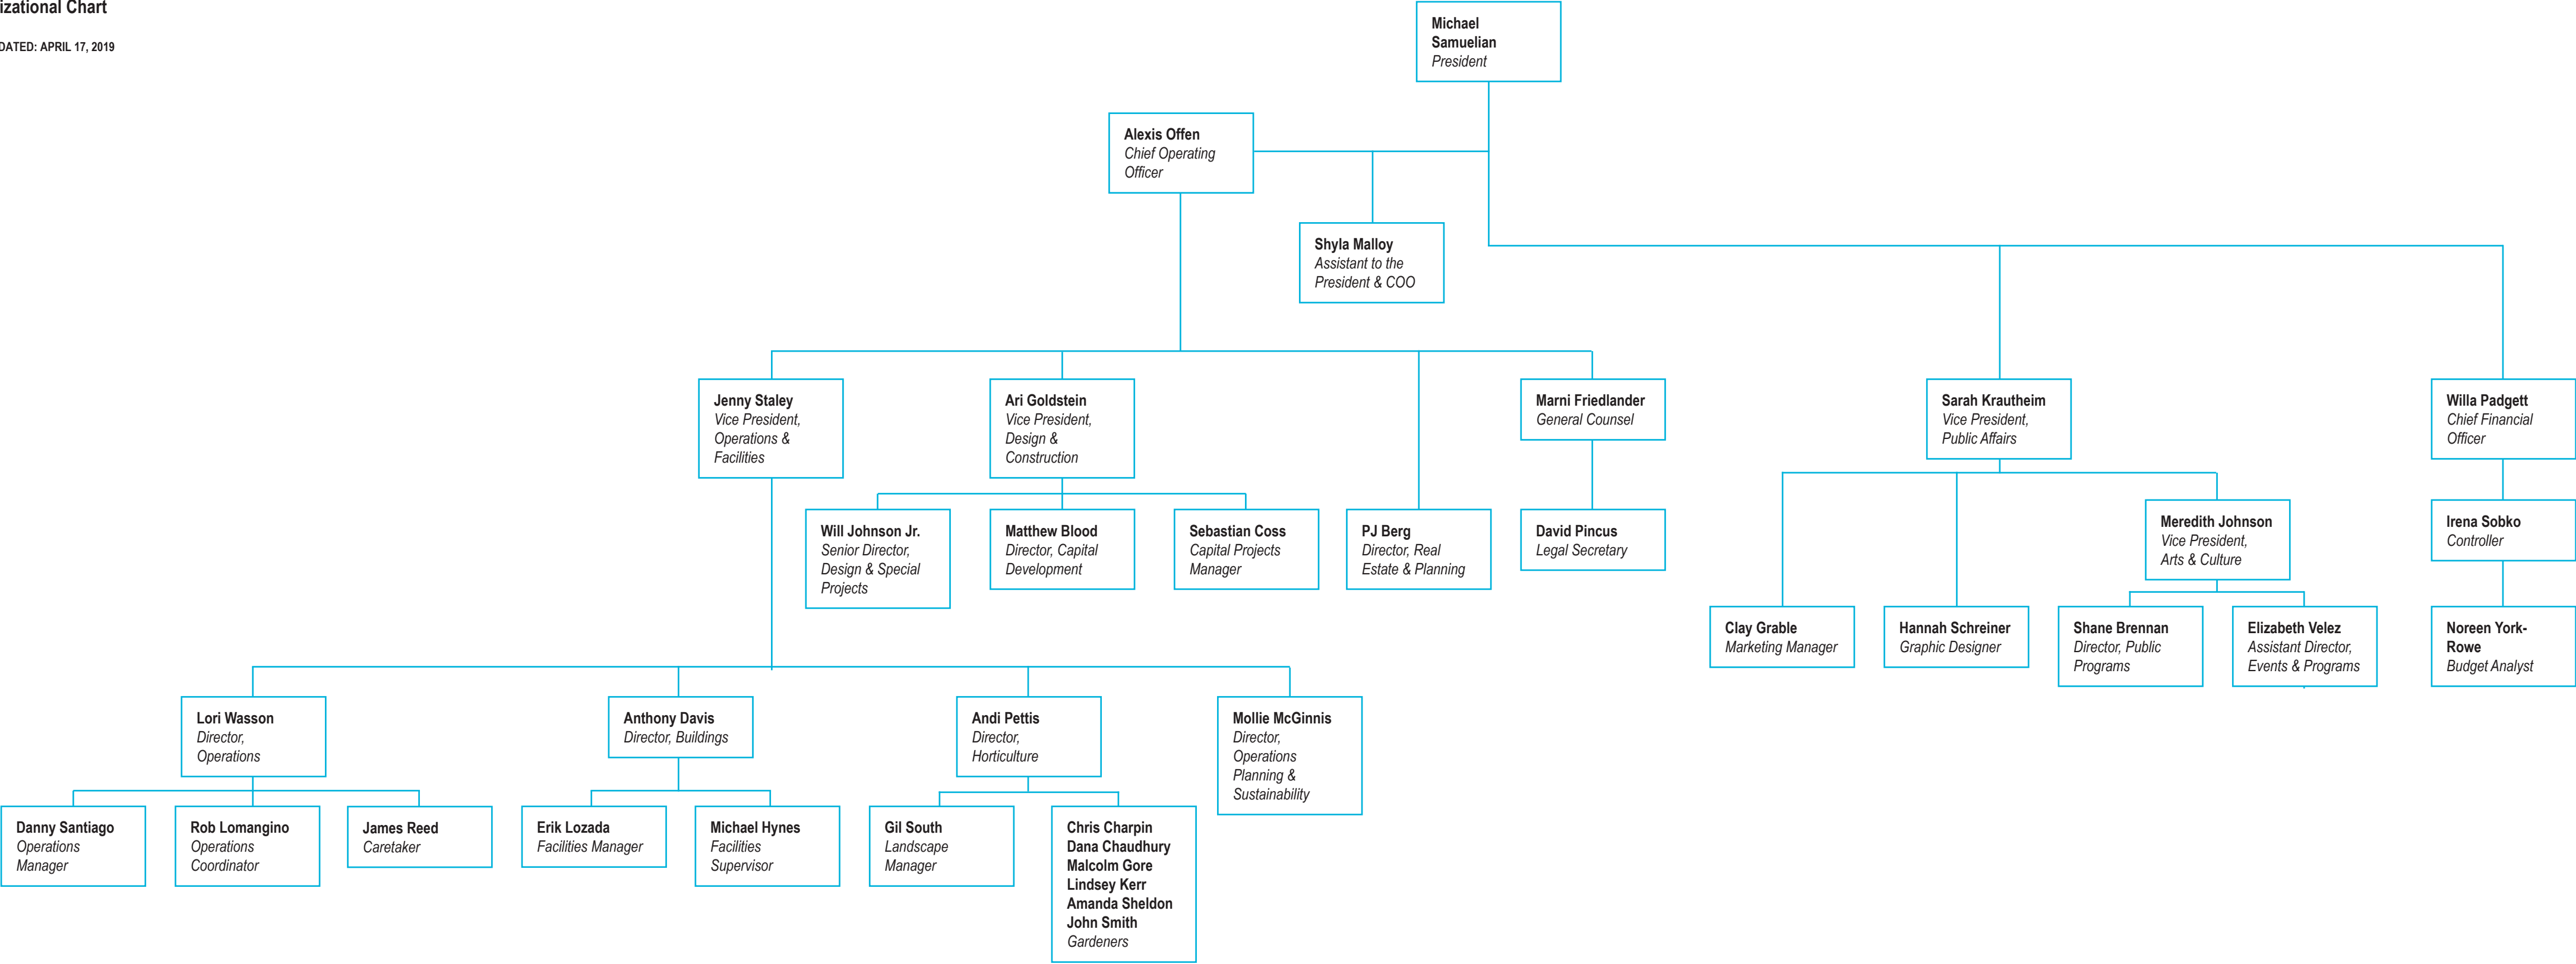 izational Chart
DATED: APRIL 17, 2019
Michael
Samuelian
President
Alexis Offen
Chief Operating
Officer
Shyla Malloy
Assistant to the
President & COO
Jenny Staley
Vice President,
Operations &
Facilities
Ari Goldstein
Vice President,
Design &
Construction
Marni Friedlander
General Counsel
Sarah Krautheim
Vice President,
Public Affairs
Willa Padgett
Chief Financial
Officer
Will Johnson Jr.
Senior Director,
Design & Special
Projects
Matthew Blood
Director, Capital
Development
Sebastian Coss
Capital Projects
Manager
PJ Berg
Director, Real
Estate & Planning
David Pincus
Legal Secretary
Meredith Johnson
Vice President,
Arts & Culture
Irena Sobko
Controller
Clay Grable
Marketing Manager
Hannah Schreiner
Graphic Designer
Shane Brennan
Director, Public
Programs
Elizabeth Velez
Assistant Director,
Events & Programs
Noreen York-
Rowe
Budget Analyst
Lori Wasson
Director,
Operations
Anthony Davis
Director, Buildings
Andi Pettis
Director,
Horticulture
Mollie McGinnis
Director,
Operations
Planning &
Sustainability
Danny Santiago
Operations
Manager
Rob Lomangino
Operations
Coordinator
James Reed
Caretaker
Erik Lozada
Facilities Manager
Michael Hynes
Facilities
Supervisor
Gil South
Landscape
Manager
Chris Charpin
Dana Chaudhury
Malcolm Gore
Lindsey Kerr
Amanda Sheldon
John Smith
Gardeners